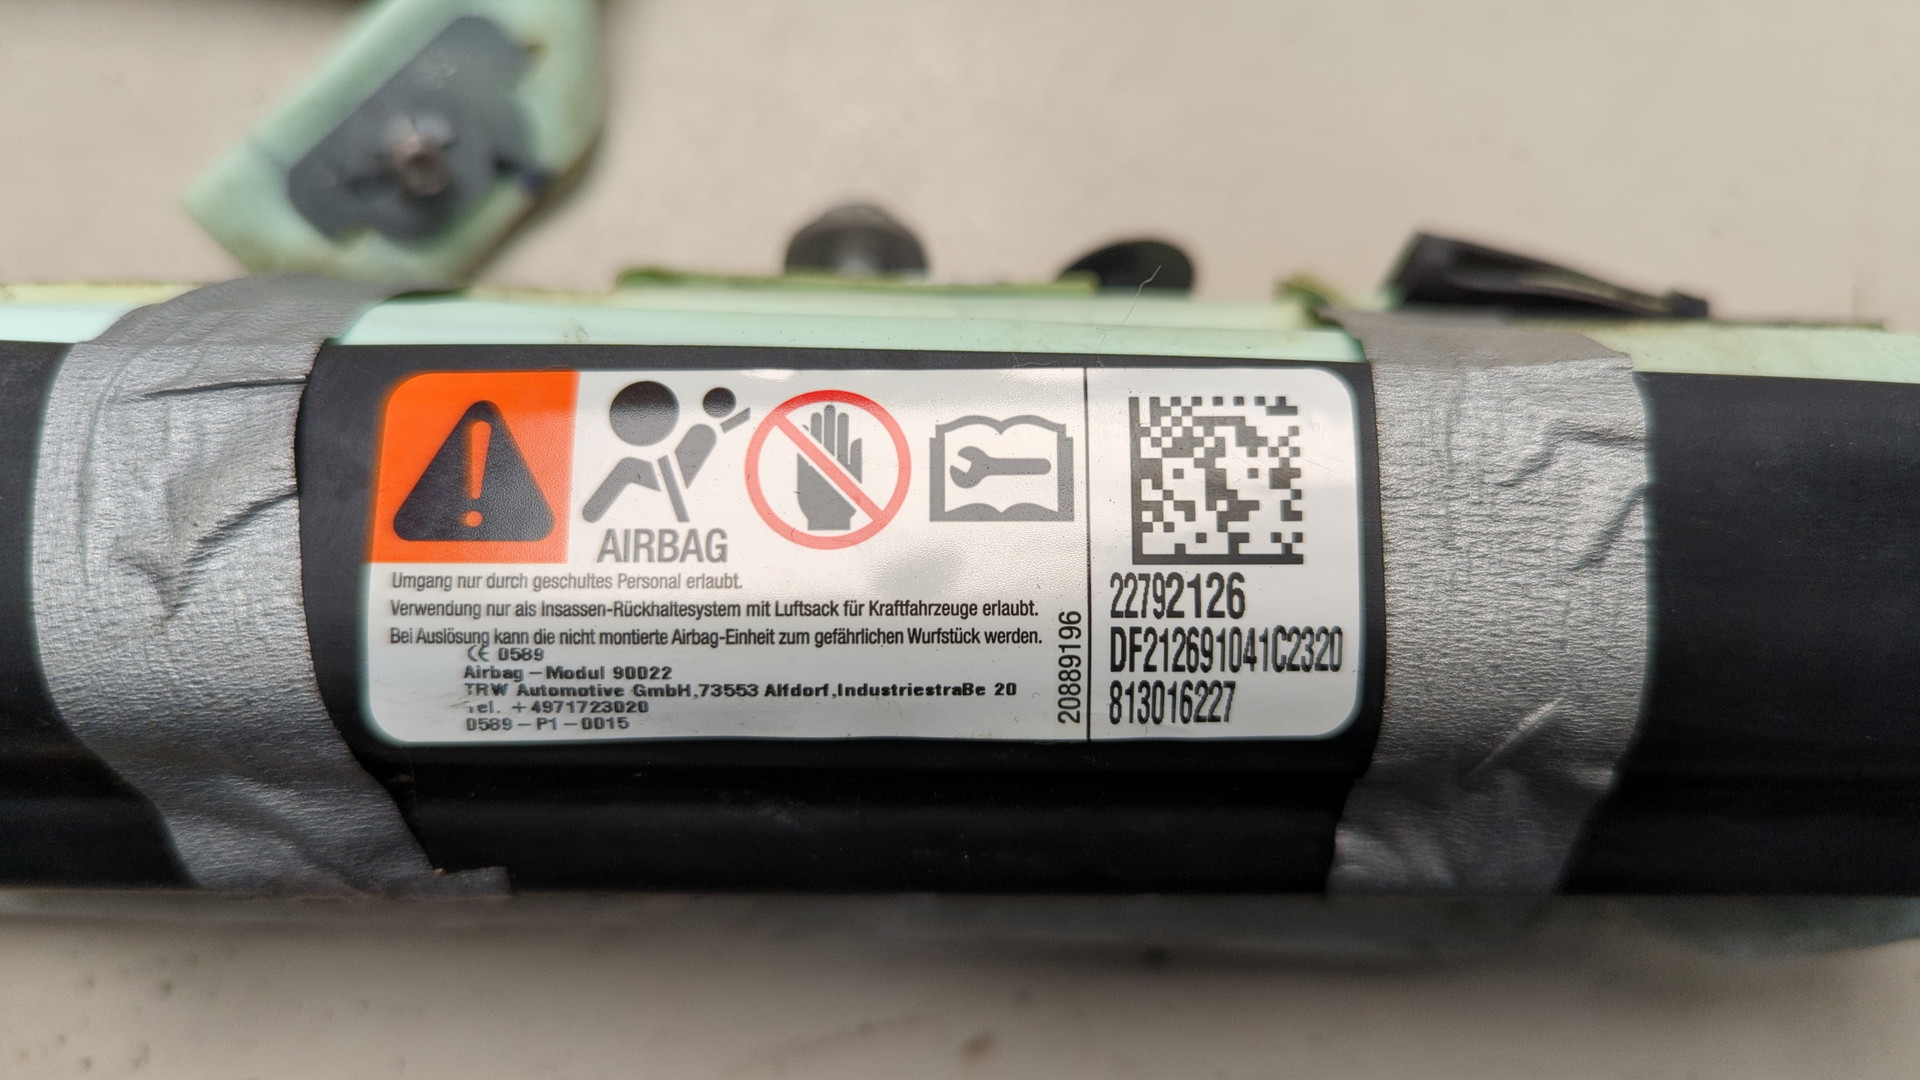 AIRBAG
Umgang nur durch geschultes Personal erlaubt.
Verwendung nur als Insassen-Rückhaltesystem mit Luftsack für Kraftfahrzeuge erlaubt.
Bei Auslösung kann die nicht montierte Airbag-Einheit zum gefährlichen Wurfstück werden.
CE 0589
Airbag - Modul 90022
TRW Automotive GmbH,73553 Alfdorf,Industriestraße 20
Tel. +4971723020
0589-P1-0015
20889196
22792126
DF212691041C2320
813016227